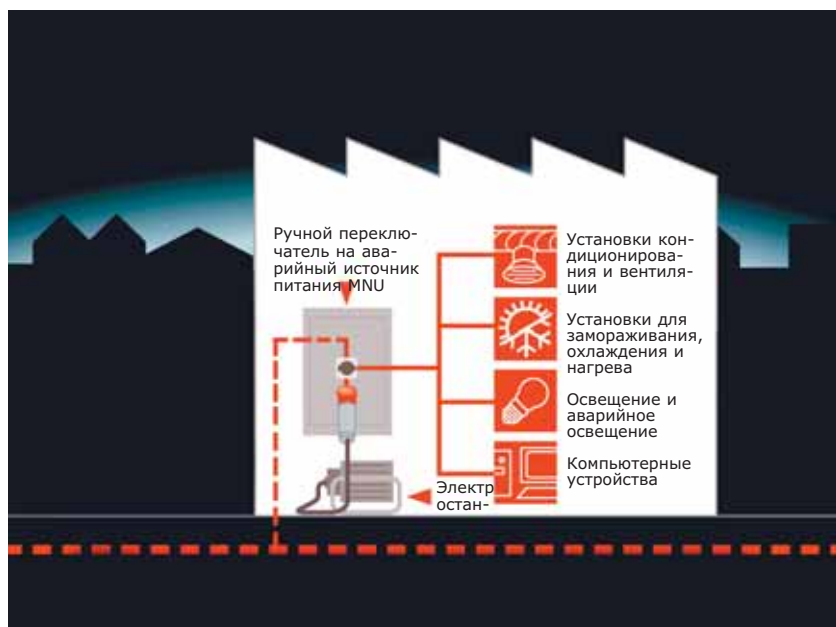 Ручной переклю-
чатель на ава-
рийный источник
питания MNU
Установки кон-
диционирова-
ния и вентиля-
ции
Установки для
замораживания,
охлаждения и
нагрева
Освещение и
аварийное
освещение
Компьютерные
устройства
Электр
остан-